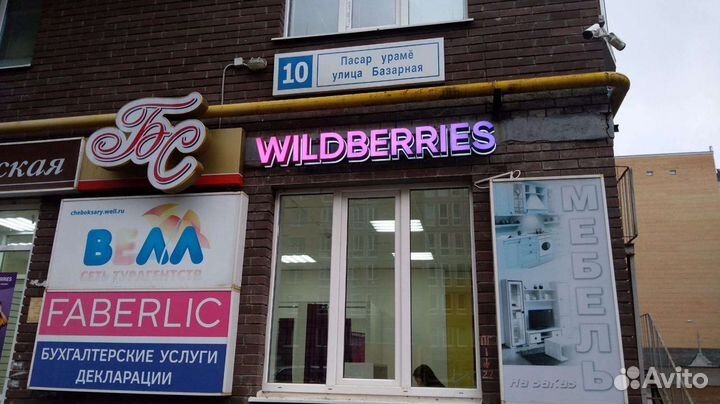 10
Пасар урамӗ
улица Базарная
БС
ская
WILDBERRIES
cheboksary.well.ru
ВЕЛЛ
СЕТЬ ТУРАГЕНТСТВ
FABERLIC
БУХГАЛТЕРСКИЕ УСЛУГИ
ДЕКЛАРАЦИИ
МЕБЕЛЬ
на заказ
Avito